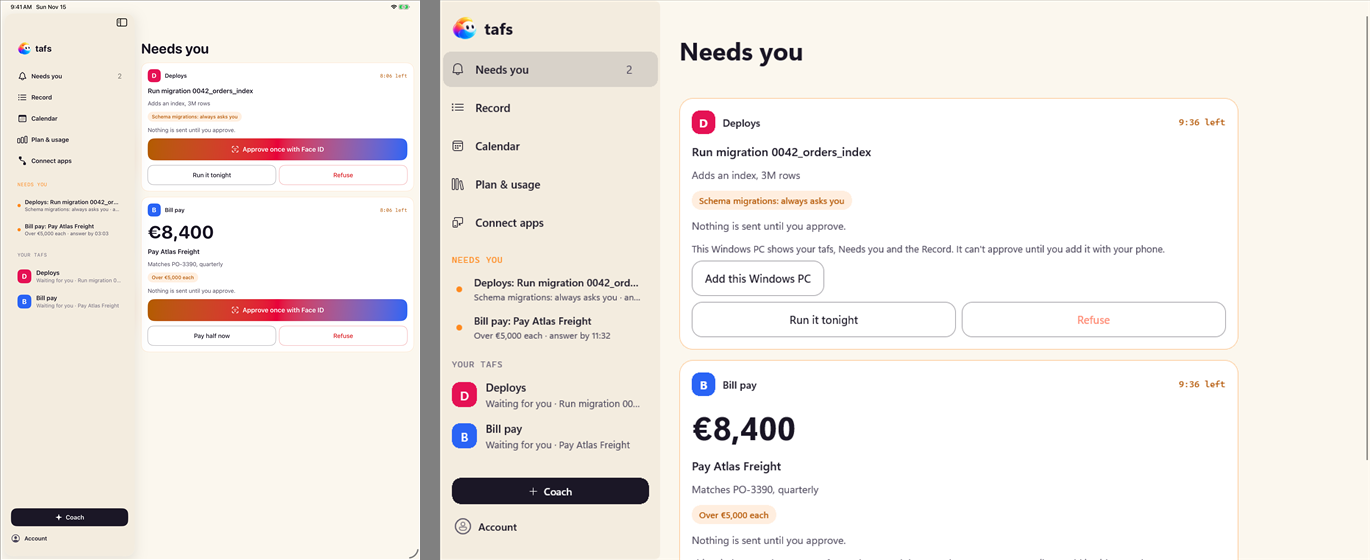 9:41 AM Sun Nov 15
tafs
Needs you 2
Record
Calendar
Plan & usage
Connect apps
NEEDS YOU
Deploys: Run migration 0042_or...
Schema migrations: always asks you · a...
Bill pay: Pay Atlas Freight
Over €5,000 each · answer by 03:03
YOUR TAFS
D Deploys
Waiting for you · Run migration 0...
B Bill pay
Waiting for you · Pay Atlas Freight
+ Coach
Account
Needs you
D Deploys 8:06 left
Run migration 0042_orders_index
Adds an index, 3M rows
Schema migrations: always asks you
Nothing is sent until you approve.
Approve once with Face ID
Run it tonight Refuse
B Bill pay 8:06 left
€8,400
Pay Atlas Freight
Matches PO-3390, quarterly
Over €5,000 each
Nothing is sent until you approve.
Approve once with Face ID
Pay half now Refuse
tafs
Needs you 2
Record
Calendar
Plan & usage
Connect apps
NEEDS YOU
Deploys: Run migration 0042_ord...
Schema migrations: always asks you · an...
Bill pay: Pay Atlas Freight
Over €5,000 each · answer by 11:32
YOUR TAFS
D Deploys
Waiting for you · Run migration 00...
B Bill pay
Waiting for you · Pay Atlas Freight
+ Coach
Account
Needs you
D Deploys 9:36 left
Run migration 0042_orders_index
Adds an index, 3M rows
Schema migrations: always asks you
Nothing is sent until you approve.
This Windows PC shows your tafs, Needs you and the Record. It can't approve until you add it with your phone.
Add this Windows PC
Run it tonight Refuse
B Bill pay 9:36 left
€8,400
Pay Atlas Freight
Matches PO-3390, quarterly
Over €5,000 each
Nothing is sent until you approve.